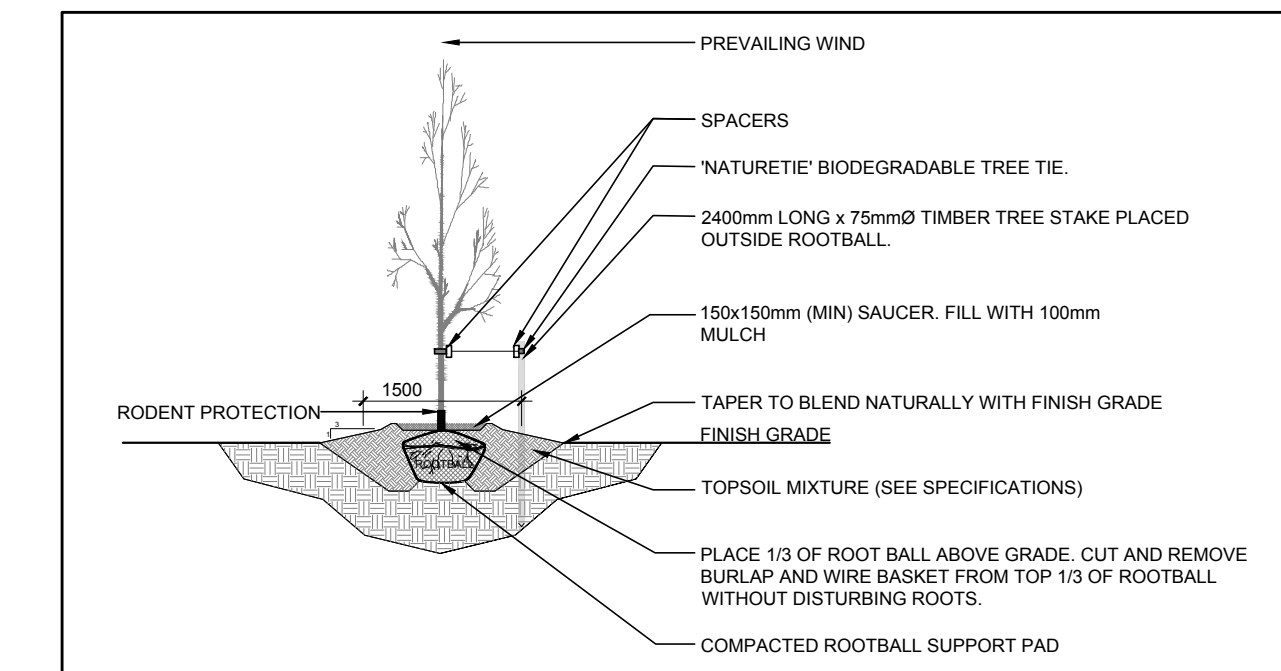 PREVAILING WIND
SPACERS
'NATURETIE' BIODEGRADABLE TREE TIE.
2400mm LONG x 75mmØ TIMBER TREE STAKE PLACED
OUTSIDE ROOTBALL.
150x150mm (MIN) SAUCER. FILL WITH 100mm
MULCH
1500
RODENT PROTECTION
3
1
TAPER TO BLEND NATURALLY WITH FINISH GRADE
FINISH GRADE
ROOTBALL
TOPSOIL MIXTURE (SEE SPECIFICATIONS)
PLACE 1/3 OF ROOT BALL ABOVE GRADE. CUT AND REMOVE
BURLAP AND WIRE BASKET FROM TOP 1/3 OF ROOTBALL
WITHOUT DISTURBING ROOTS.
COMPACTED ROOTBALL SUPPORT PAD